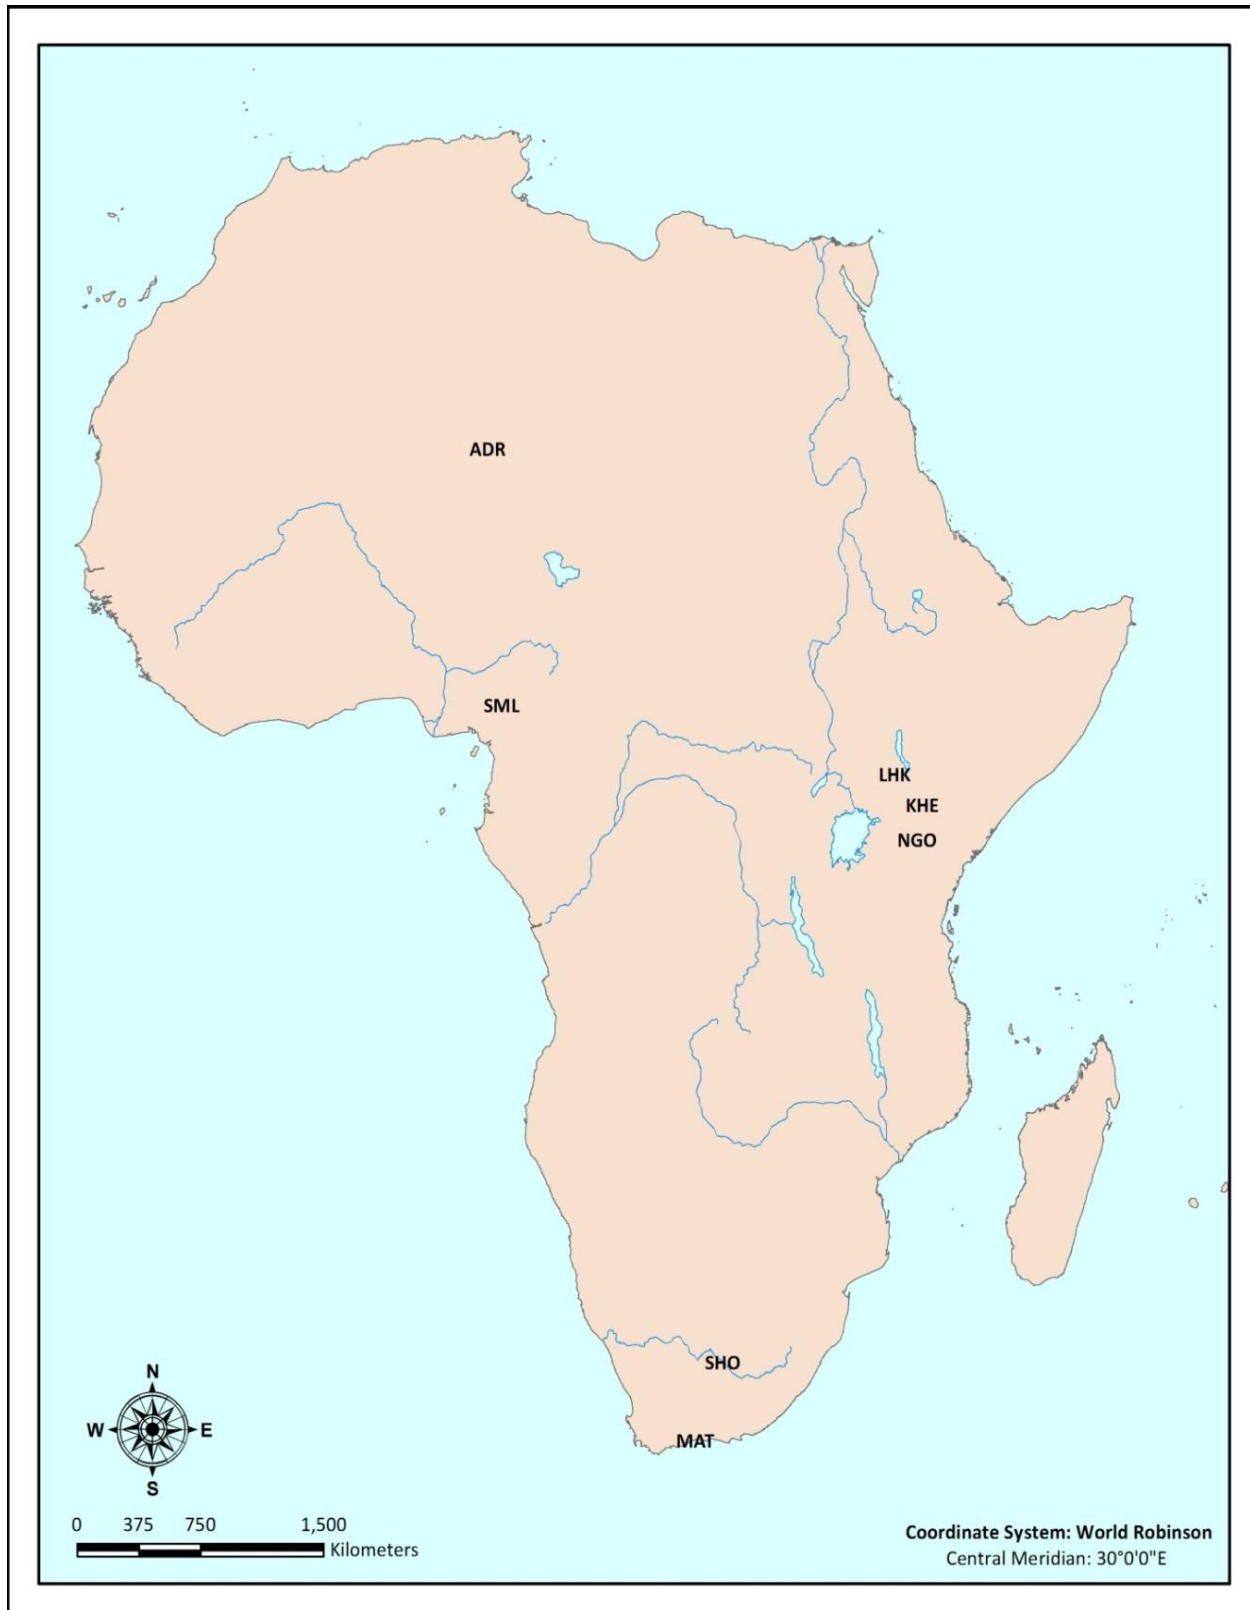 ADR
SML
LHK
KHE
NGO
SHO
MAT
N
W E
S
0 375 750 1,500
Kilometers
Coordinate System: World Robinson
Central Meridian: 30°0'0"E